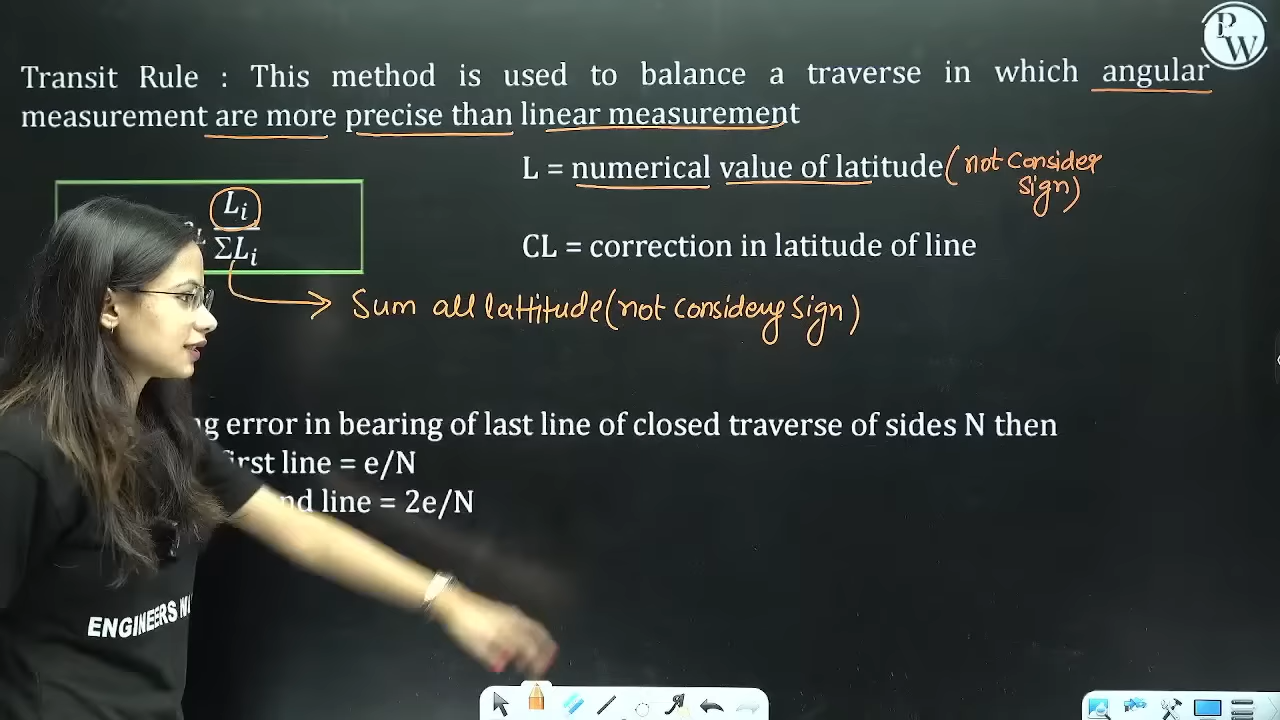 PW
Transit Rule : This method is used to balance a traverse in which angular
measurement are more precise than linear measurement
L = numerical value of latitude (not Consider
Sign)
Li
ΣLi
CL = correction in latitude of line
Sum all lattitude (not considering Sign)
error in bearing of last line of closed traverse of sides N then
first line = e/N
line = 2e/N
ENGINEERS